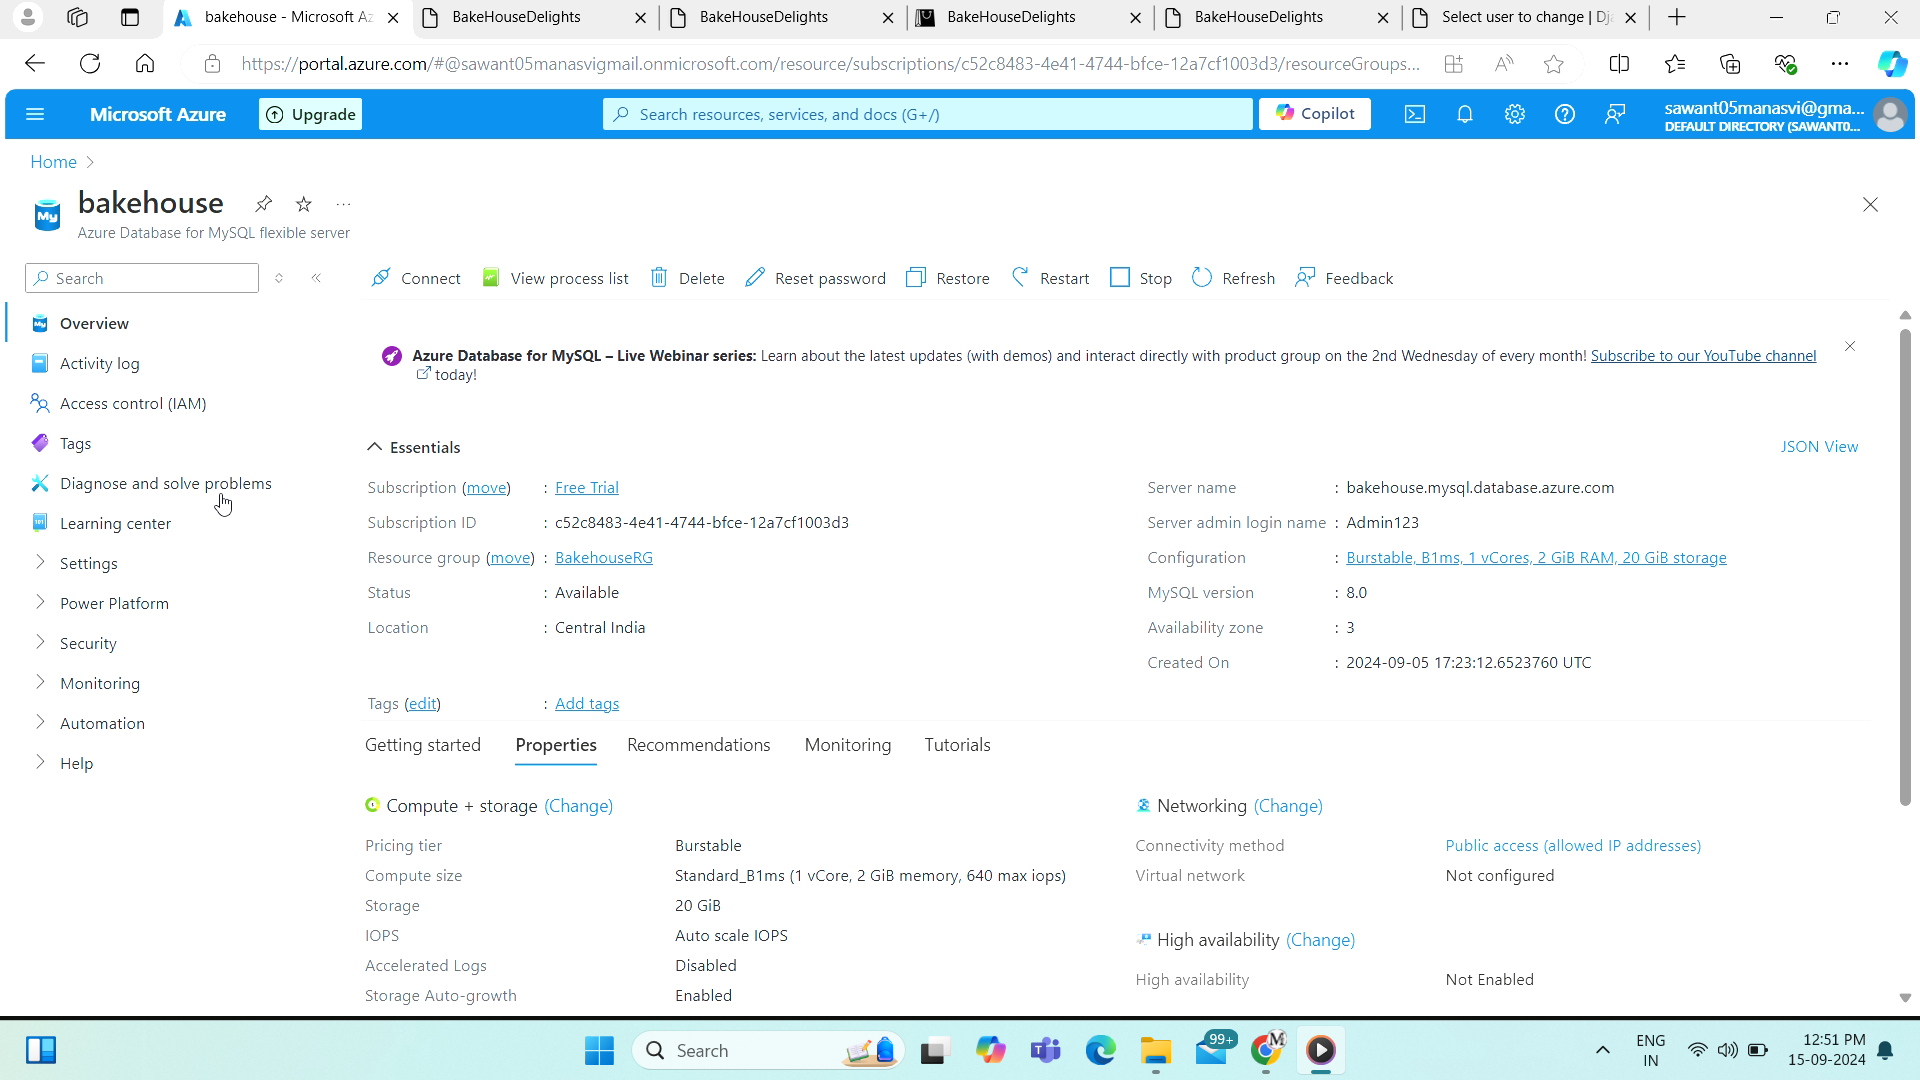 bakehouse - Microsoft Az
BakeHouseDelights
BakeHouseDelights
BakeHouseDelights
BakeHouseDelights
Select user to change | Dja
https://portal.azure.com/#@sawant05manasvigmail.onmicrosoft.com/resource/subscriptions/c52c8483-4e41-4744-bfce-12a7cf1003d3/resourceGroups...
Microsoft Azure
Upgrade
Search resources, services, and docs (G+/)
Copilot
sawant05manasvi@gma...
DEFAULT DIRECTORY (SAWANT0...
Home
bakehouse
Azure Database for MySQL flexible server
Search
Connect
View process list
Delete
Reset password
Restore
Restart
Stop
Refresh
Feedback
Overview
Activity log
Access control (IAM)
Tags
Diagnose and solve problems
Learning center
Settings
Power Platform
Security
Monitoring
Automation
Help
Azure Database for MySQL – Live Webinar series: Learn about the latest updates (with demos) and interact directly with product group on the 2nd Wednesday of every month! Subscribe to our YouTube channel
today!
Essentials
JSON View
Subscription (move) : Free Trial
Subscription ID : c52c8483-4e41-4744-bfce-12a7cf1003d3
Resource group (move) : BakehouseRG
Status : Available
Location : Central India
Server name : bakehouse.mysql.database.azure.com
Server admin login name : Admin123
Configuration : Burstable, B1ms, 1 vCores, 2 GiB RAM, 20 GiB storage
MySQL version : 8.0
Availability zone : 3
Created On : 2024-09-05 17:23:12.6523760 UTC
Tags (edit) : Add tags
Getting started
Properties
Recommendations
Monitoring
Tutorials
Compute + storage (Change)
Pricing tier Burstable
Compute size Standard_B1ms (1 vCore, 2 GiB memory, 640 max iops)
Storage 20 GiB
IOPS Auto scale IOPS
Accelerated Logs Disabled
Storage Auto-growth Enabled
Networking (Change)
Connectivity method Public access (allowed IP addresses)
Virtual network Not configured
High availability (Change)
High availability Not Enabled
Search
99+
ENG
IN
12:51 PM
15-09-2024